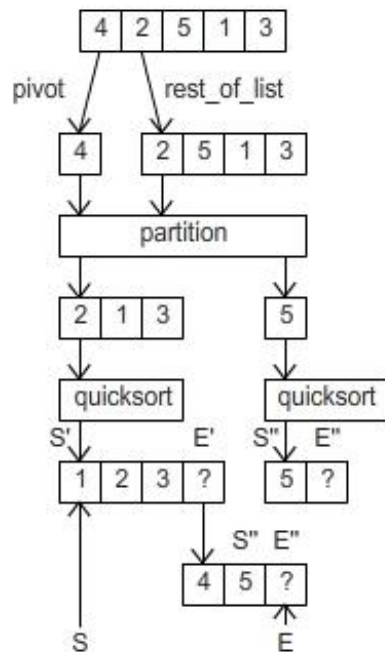 4 2 5 1 3
pivot rest_of_list
4 2 5 1 3
partition
2 1 3 5
quicksort quicksort
S' E' S" E"
1 2 3 ? 5 ?
S" E"
4 5 ?
S E